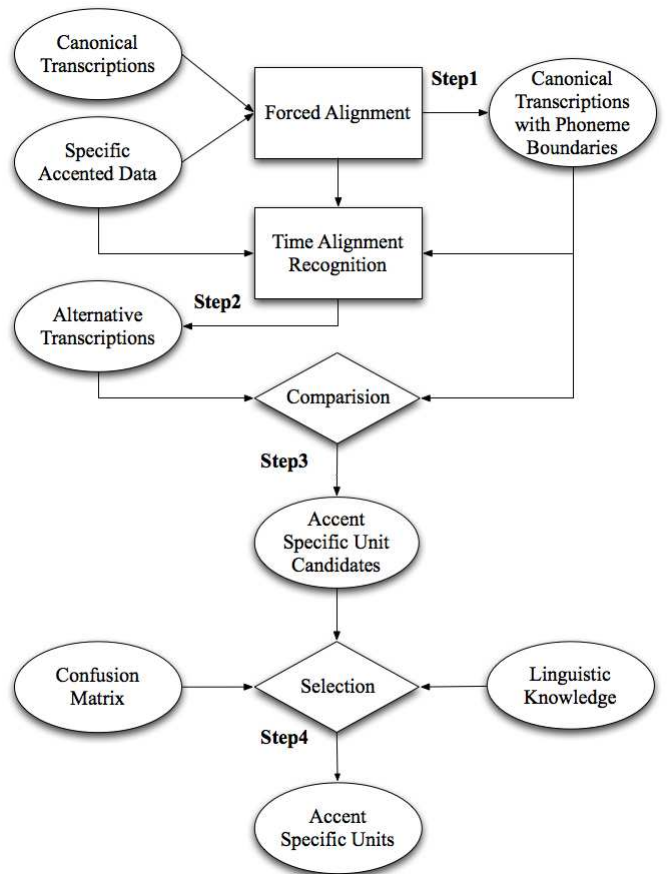 Canonical
Transcriptions
Specific
Accented Data
Forced Alignment
Step1
Canonical
Transcriptions
with Phoneme
Boundaries
Time Alignment
Recognition
Step2
Alternative
Transcriptions
Comparision
Step3
Accent
Specific Unit
Candidates
Confusion
Matrix
Selection
Linguistic
Knowledge
Step4
Accent
Specific Units